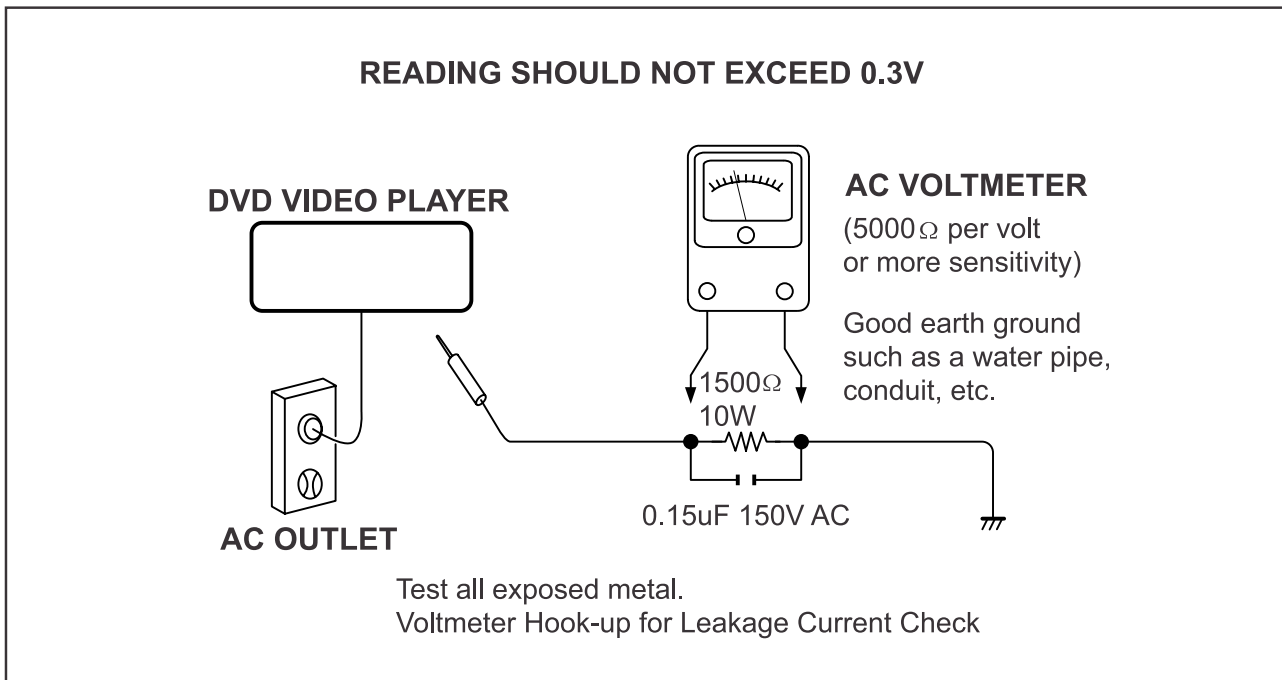 READING SHOULD NOT EXCEED 0.3V
DVD VIDEO PLAYER
AC VOLTMETER
(5000Ω per volt
or more sensitivity)
Good earth ground
such as a water pipe,
conduit, etc.
1500Ω
10W
0.15uF 150V AC
AC OUTLET
Test all exposed metal.
Voltmeter Hook-up for Leakage Current Check